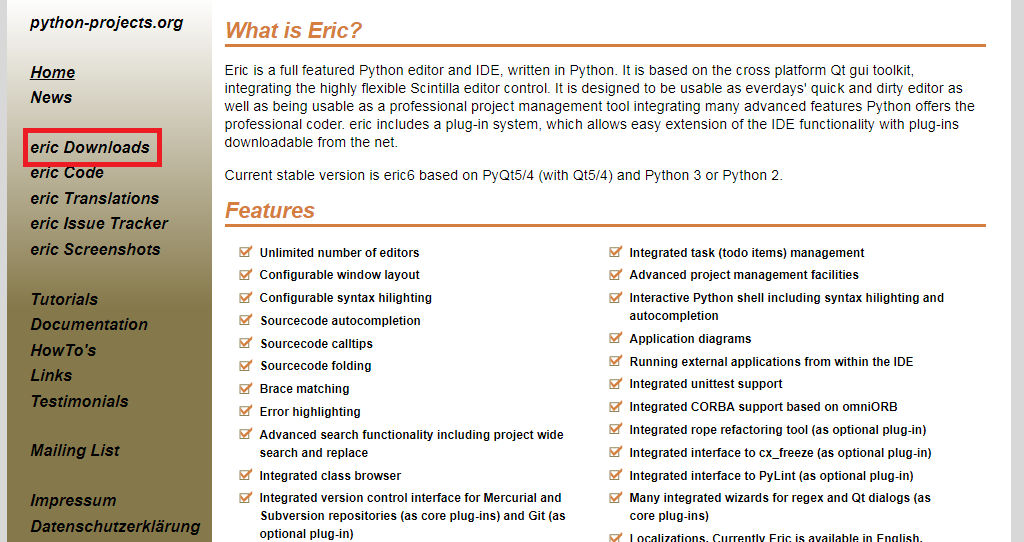 python-projects.org
Home
News
eric Downloads
eric Code
eric Translations
eric Issue Tracker
eric Screenshots
Tutorials
Documentation
HowTo's
Links
Testimonials
Mailing List
Impressum
Datenschutzerklärung
What is Eric?
Eric is a full featured Python editor and IDE, written in Python. It is based on the cross platform Qt gui toolkit,
integrating the highly flexible Scintilla editor control. It is designed to be usable as everdays' quick and dirty editor as
well as being usable as a professional project management tool integrating many advanced features Python offers the
professional coder. eric includes a plug-in system, which allows easy extension of the IDE functionality with plug-ins
downloadable from the net.
Current stable version is eric6 based on PyQt5/4 (with Qt5/4) and Python 3 or Python 2.
Features
Unlimited number of editors
Configurable window layout
Configurable syntax hilighting
Sourcecode autocompletion
Sourcecode calltips
Sourcecode folding
Brace matching
Error highlighting
Advanced search functionality including project wide
search and replace
Integrated class browser
Integrated version control interface for Mercurial and
Subversion repositories (as core plug-ins) and Git (as
optional plug-in)
Integrated task (todo items) management
Advanced project management facilities
Interactive Python shell including syntax hilighting and
autocompletion
Application diagrams
Running external applications from within the IDE
Integrated unittest support
Integrated CORBA support based on omniORB
Integrated rope refactoring tool (as optional plug-in)
Integrated interface to cx_freeze (as optional plug-in)
Integrated interface to PyLint (as optional plug-in)
Many integrated wizards for regex and Qt dialogs (as
core plug-ins)
Localizations. Currently Eric is available in English,